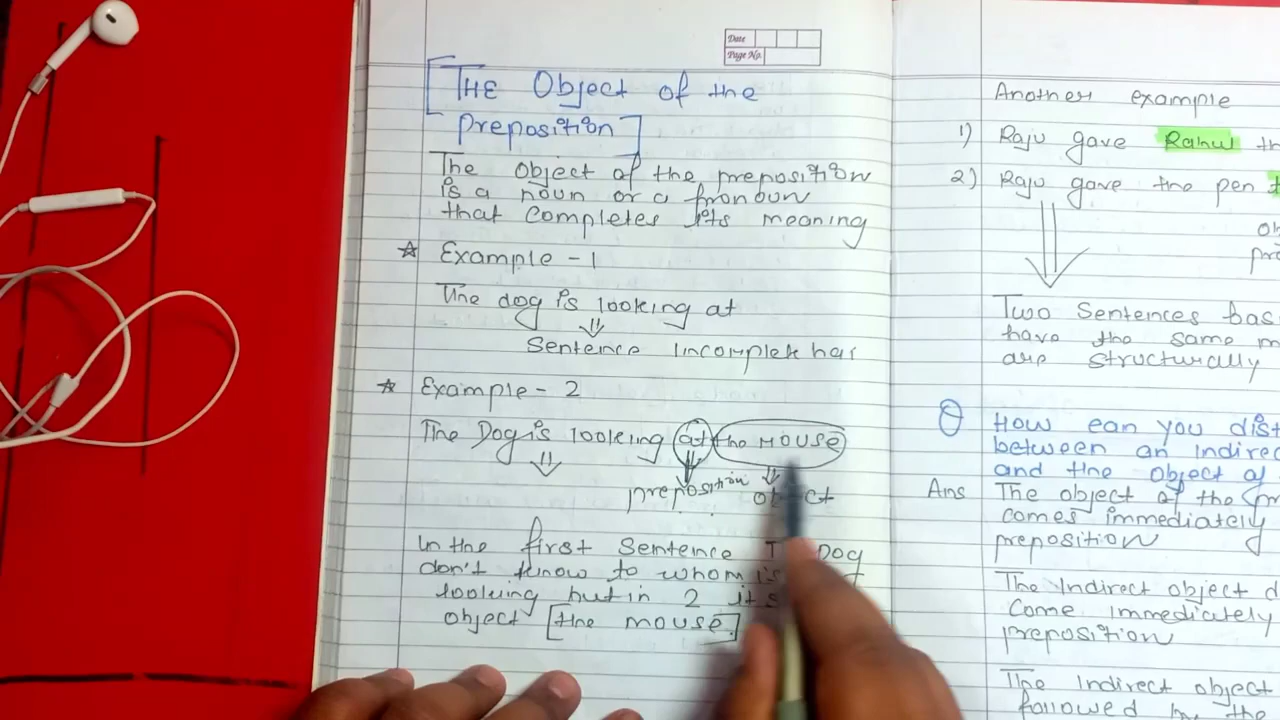 Date
Page No.
THE Object of the
preposition
The object of the preposition
is a noun or a pronoun
that completes its meaning
Example - 1
The dog is looking at
Sentence Incomplete
Example - 2
The Dog is looking at the MOUSE
preposition object
In the first Sentence Dog
don't know to whom
looking but in 2 its
object [the mouse]
Another example
1) Raju gave Rahul
2) Raju gave the pen
Two Sentences
have the same
are structurally
How can you
between an
and the object of
Ans The object of the
comes immediately
preposition
The Indirect object
come immediately
preposition
The Indirect object
followed the